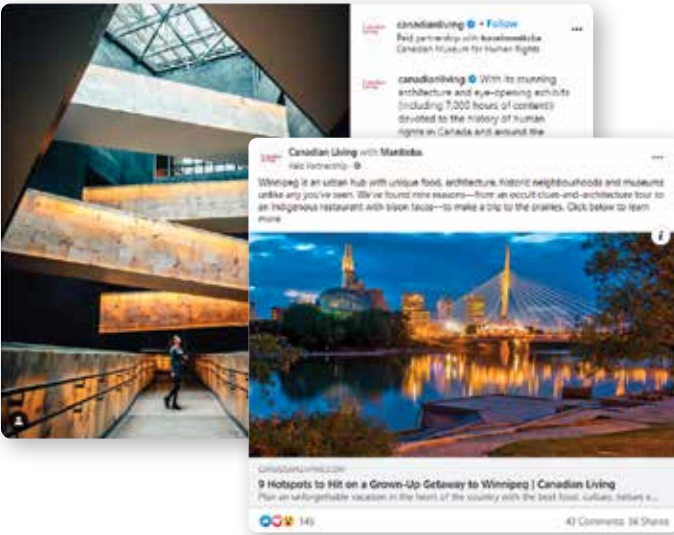 canadianliving • Follow
Paid partnership with travelmanitoba
Canadian Museum for Human Rights
canadianliving With its stunning
architecture and eye-opening exhibits
(including 7,000 hours of content)
devoted to the history of human
rights in Canada and around the
Canadian Living with Manitoba.
Paid Partnership ·
Winnipeg is an urban hub with unique food, architecture, historic neighbourhoods and museums
unlike any you've seen. We've found nine reasons—from an occult clues-and-architecture tour to
an Indigenous restaurant with bison tacos—to make a trip to the prairies. Click below to learn
more
i
CANADIANLIVING.COM
9 Hotspots to Hit on a Grown-Up Getaway to Winnipeg | Canadian Living
Plan an unforgettable vacation in the heart of the country with the best food, culture, nature a...
145
42 Comments 36 Shares